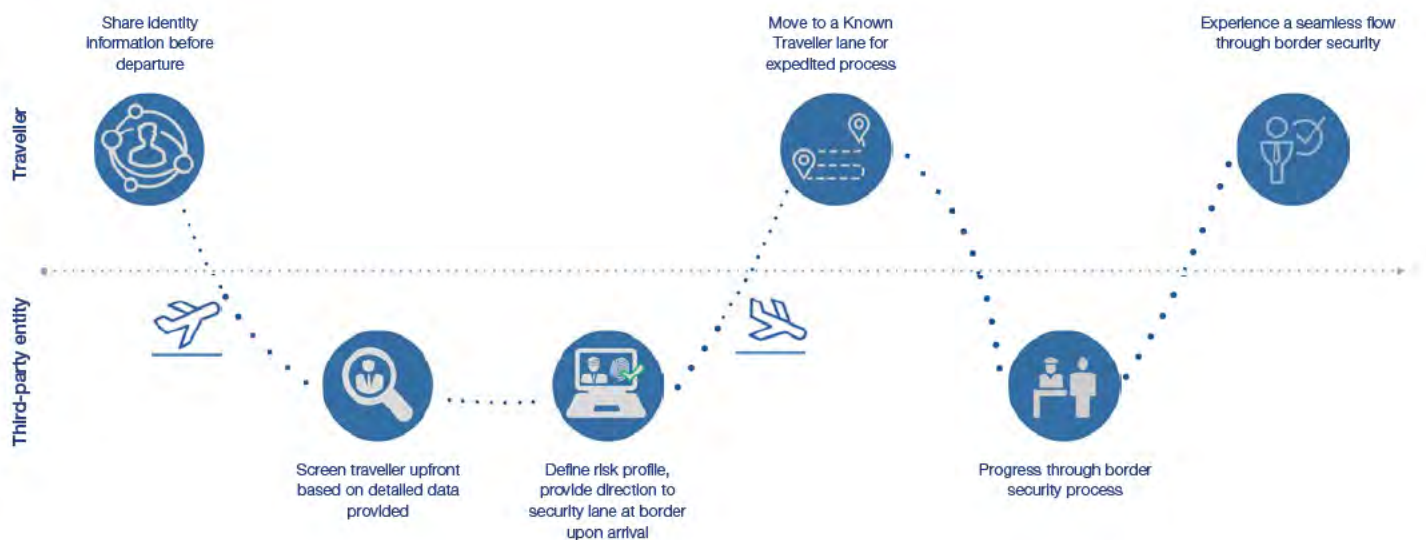 Share identity
information before
departure
Move to a Known
Traveller lane for
expedited process
Experience a seamless flow
through border security
Traveller
Third-party entity
Screen traveller upfront
based on detailed data
provided
Define risk profile,
provide direction to
security lane at border
upon arrival
Progress through border
security process